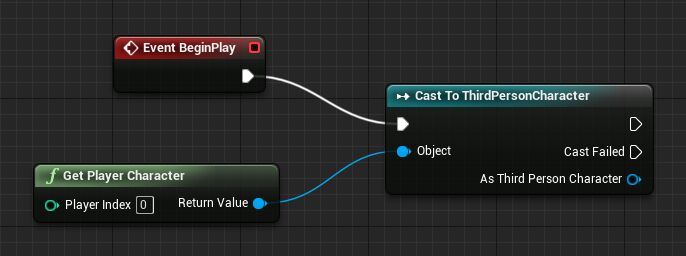 Event BeginPlay
Cast To ThirdPersonCharacter
Object
Cast Failed
As Third Person Character
Get Player Character
Player Index 0
Return Value